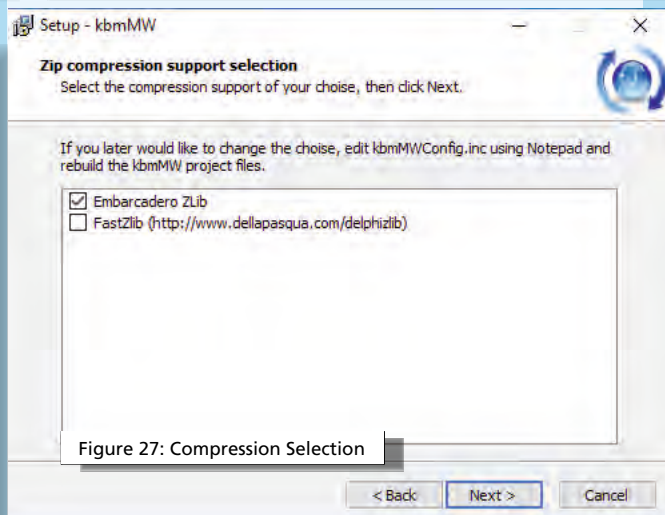 Setup - kbmMW
Zip compression support selection
Select the compression support of your choise, then click Next.
If you later would like to change the choise, edit kbmMWConfig.inc using Notepad and
rebuild the kbmMW project files.
Embarcadero ZLib
FastZlib (http://www.dellapasqua.com/delphizlib)
Figure 27: Compression Selection
< Back
Next >
Cancel